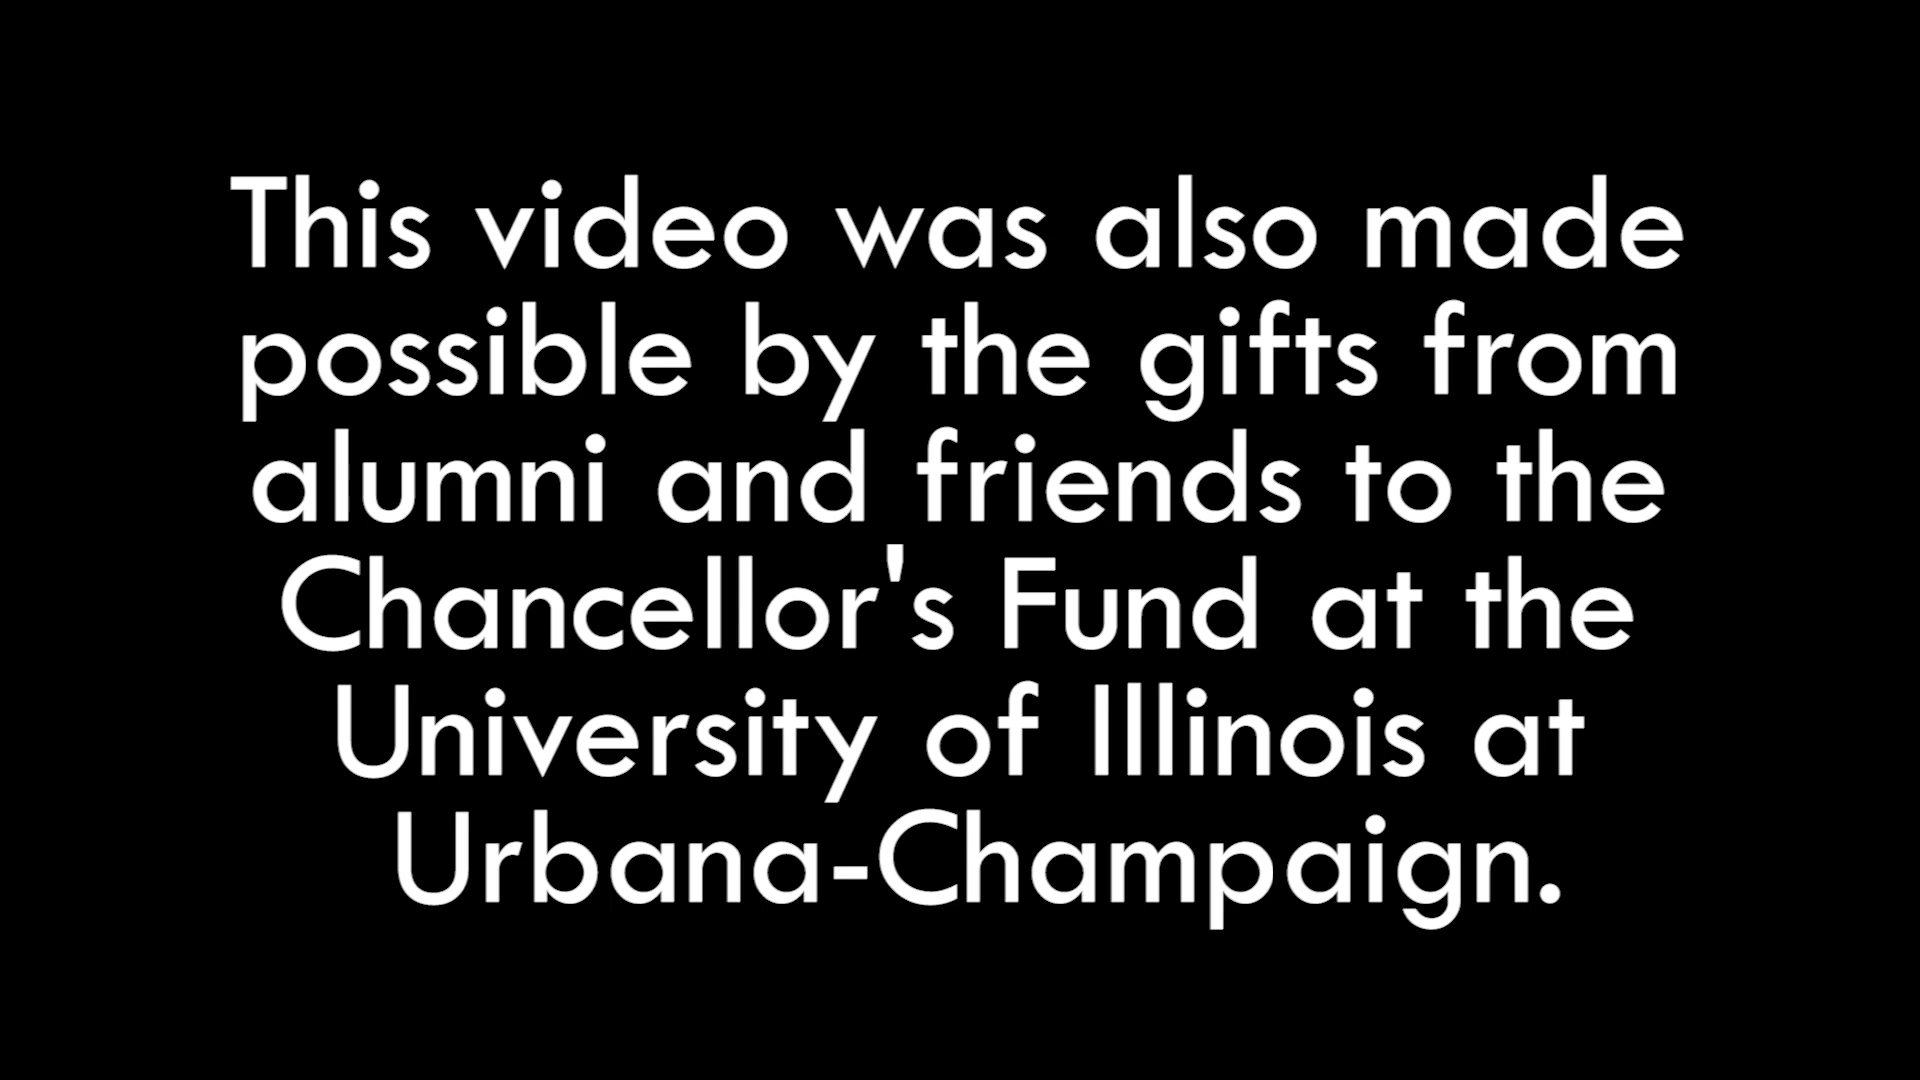 This video was also made
possible by the gifts from
alumni and friends to the
Chancellor's Fund at the
University of Illinois at
Urbana-Champaign.